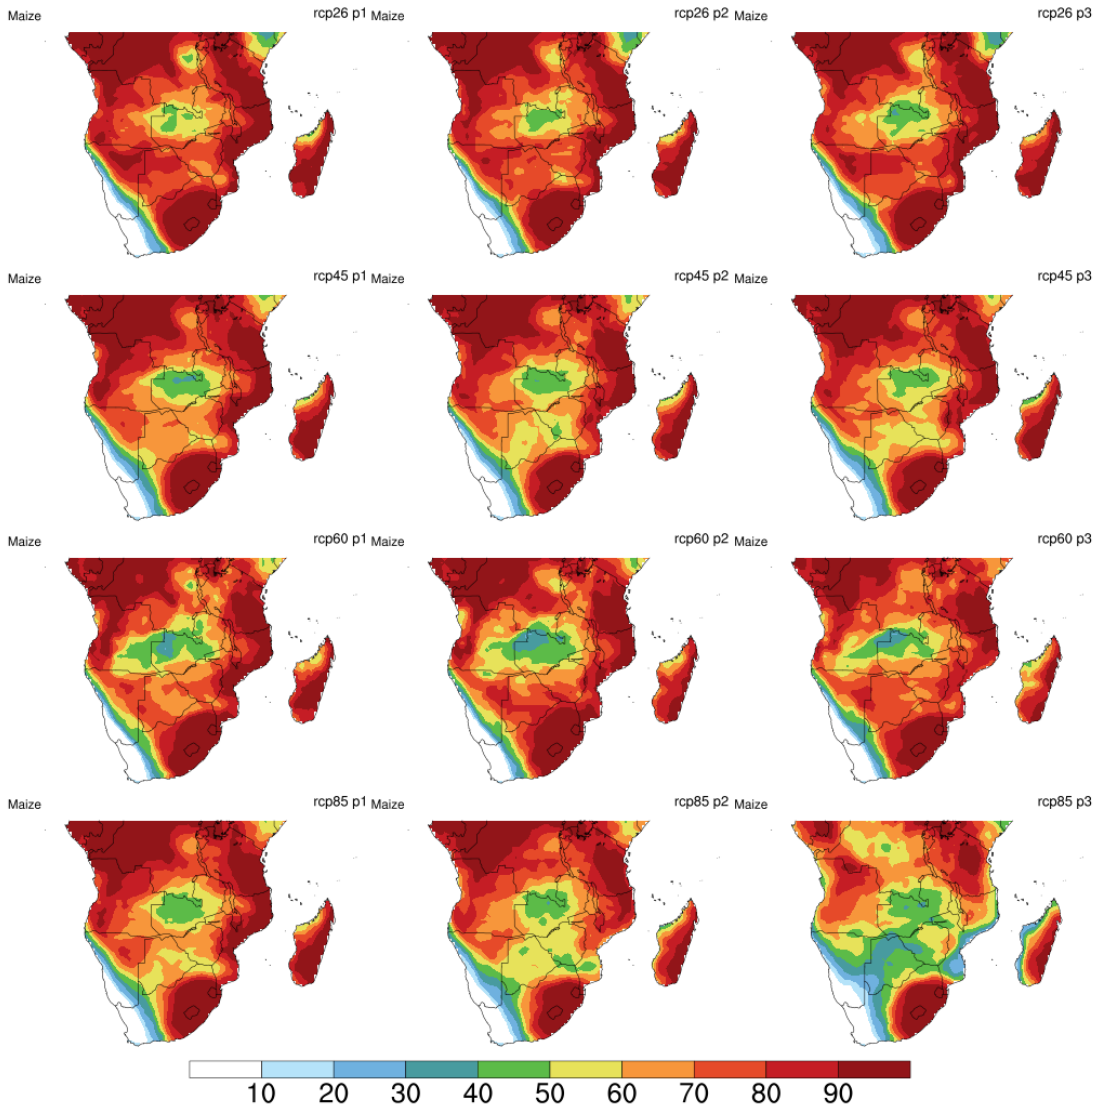 Maize rcp26 p1 Maize rcp26 p2 Maize rcp26 p3
Maize rcp45 p1 Maize rcp45 p2 Maize rcp45 p3
Maize rcp60 p1 Maize rcp60 p2 Maize rcp60 p3
Maize rcp85 p1 Maize rcp85 p2 Maize rcp85 p3
10 20 30 40 50 60 70 80 90